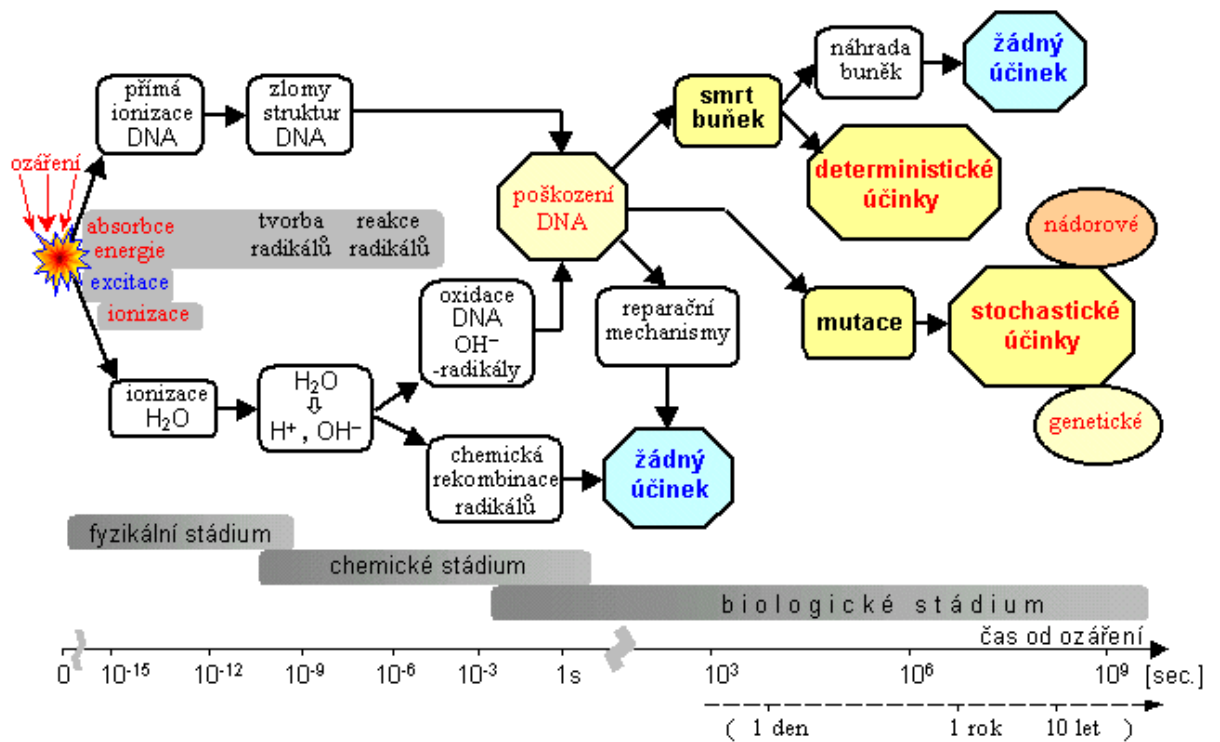 přímá
ionizace
DNA
zlomy
struktur
DNA
smrt
buňek
náhrada
buněk
žádný
účinek
ozáření
poškození
DNA
deterministické
účinky
absorbce
energie
tvorba
radikálů
reakce
radikálů
excitace
ionizace
nádorové
oxidace
DNA
OH⁻
-radikály
reparační
mechanismy
mutace
stochastické
účinky
ionizace
H₂O
H₂O
⇩
H⁺, OH⁻
chemická
rekombinace
radikálů
žádný
účinek
genetické
fyzikální stádium
chemické stádium
biologické stádium
čas od ozáření
0 10⁻¹⁵ 10⁻¹² 10⁻⁹ 10⁻⁶ 10⁻³ 1s 10³ 10⁶ 10⁹ [sec.]
( 1 den 1 rok 10 let )